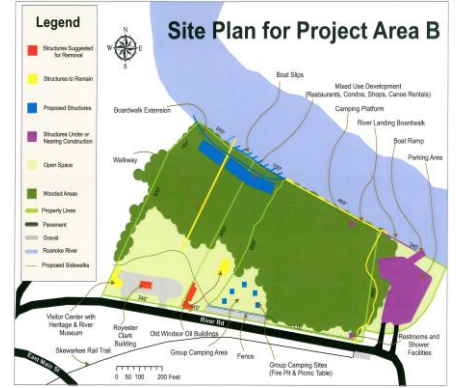 Legend
Structures Suggested
for Removal
Structures to Remain
Proposed Structures
Structures Under or
Nearing Construction
Open Space
Wooded Areas
Property Lines
Pavement
Gravel
Roanoke River
Proposed Sidewalks
Site Plan for Project Area B
N
W
E
S
Boat Slips
Mixed Use Development
(Restaurants, Condos, Shops, Canoe Rentals)
Camping Platform
River Landing Boardwalk
Boat Ramp
Parking Area
Boardwalk Extension
Walkway
Visitor Center with
Heritage & River
Museum
Royester
Clark
Building
Old Windsor Oil Buildings
River Rd
Skewarkee Rail Trail
Group Camping Area
Fence
Group Camping Sites
(Fire Pit & Picnic Table)
Restrooms and
Shower
Facilities
East Main St
0 50 100 200 Feet